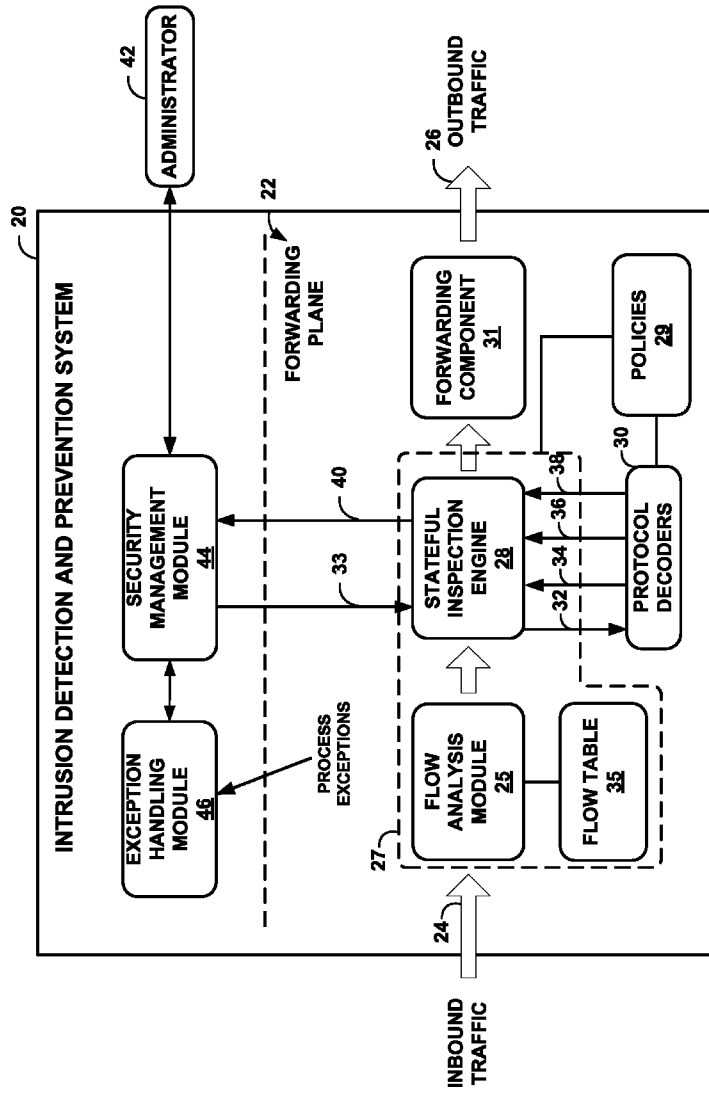 20
INTRUSION DETECTION AND PREVENTION SYSTEM
42
ADMINISTRATOR
EXCEPTION
HANDLING
MODULE
46
SECURITY
MANAGEMENT
MODULE
44
PROCESS
EXCEPTIONS
22
FORWARDING
PLANE
33
40
27
24
INBOUND
TRAFFIC
FLOW
ANALYSIS
MODULE
25
STATEFUL
INSPECTION
ENGINE
28
FORWARDING
COMPONENT
31
26
OUTBOUND
TRAFFIC
FLOW TABLE
35
32
34
36
38
30
PROTOCOL
DECODERS
POLICIES
29